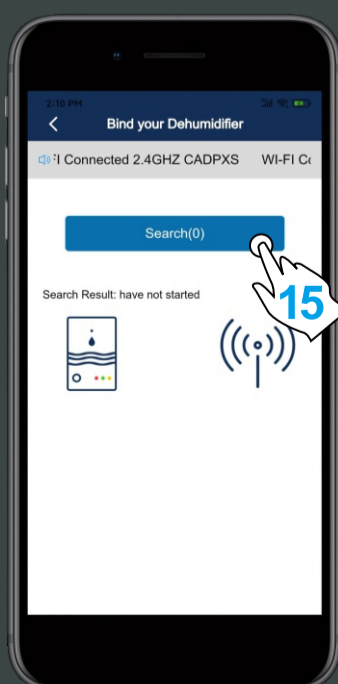 2:10 PM
Bind your Dehumidifier
I Connected 2.4GHZ CADPXS WI-FI
Search(0)
Search Result: have not started
15